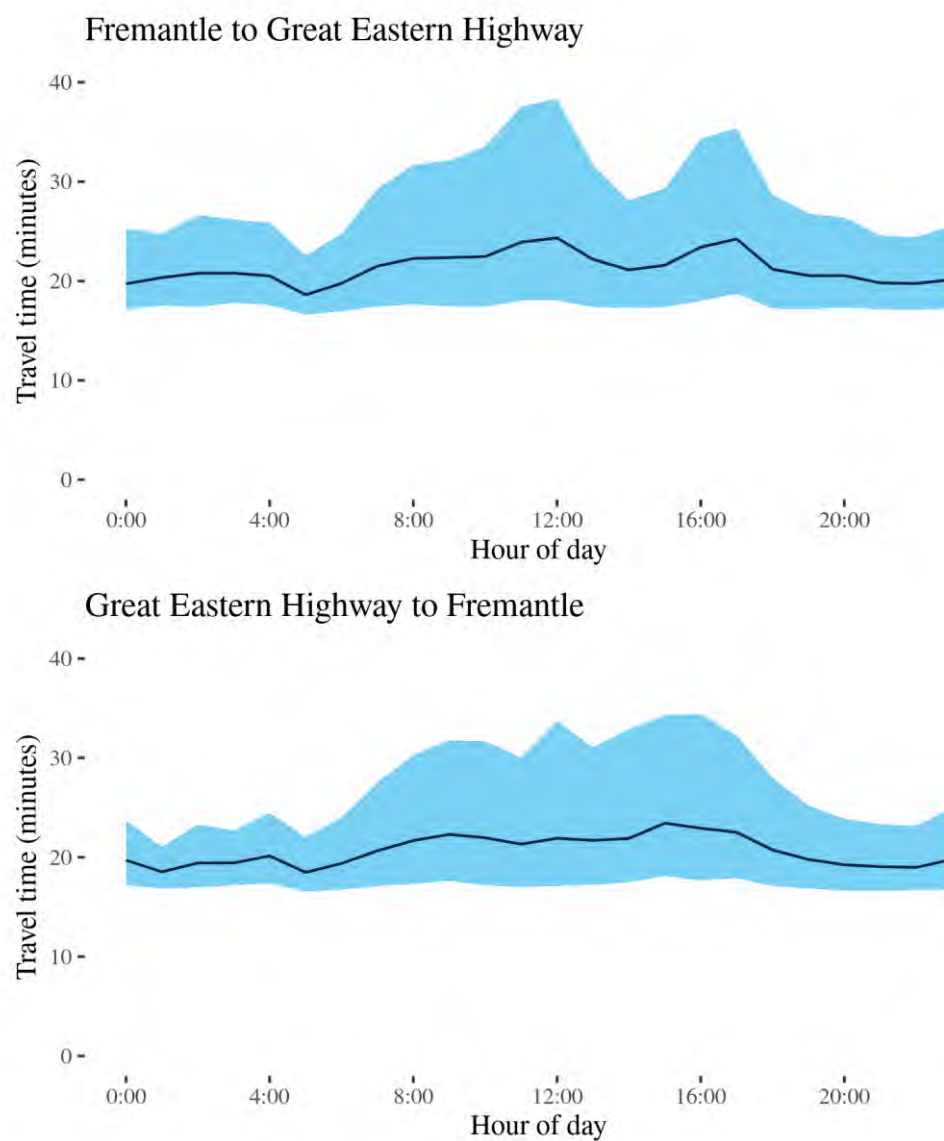 Fremantle to Great Eastern Highway
40
30
20
10
0
Travel time (minutes)
0:00 4:00 8:00 12:00 16:00 20:00
Hour of day
Great Eastern Highway to Fremantle
40
30
20
10
0
Travel time (minutes)
0:00 4:00 8:00 12:00 16:00 20:00
Hour of day